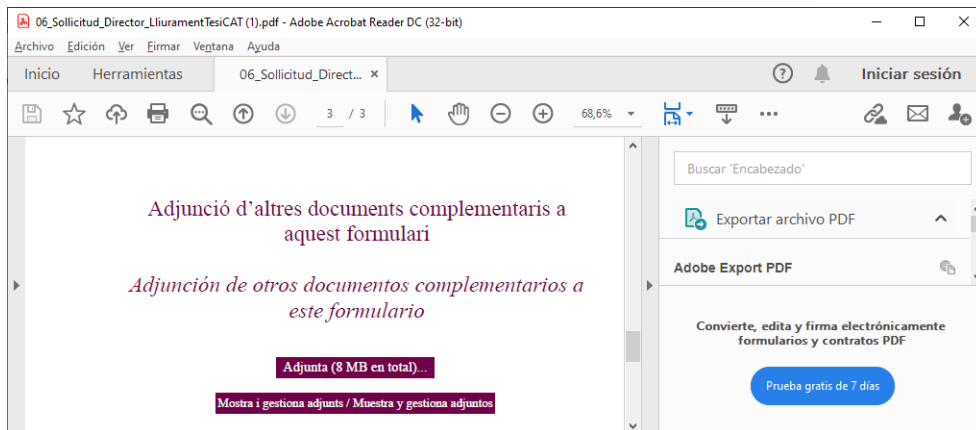 06_Sollicitud_Director_LliuramentTesiCAT (1).pdf - Adobe Acrobat Reader DC (32-bit)
Archivo Edición Ver Firmar Ventana Ayuda
Inicio Herramientas 06_Sollicitud_Direct... × Iniciar sesión
3 / 3 68,6%
Buscar 'Encabezado'
Adjunció d’altres documents complementaris a
aquest formulari
Adjunción de otros documentos complementarios a
este formulario
Adjunta (8 MB en total)...
Mostra i gestiona adjunts / Muestra y gestiona adjuntos
Exportar archivo PDF
Adobe Export PDF
Convierte, edita y firma electrónicamente
formularios y contratos PDF
Prueba gratis de 7 días